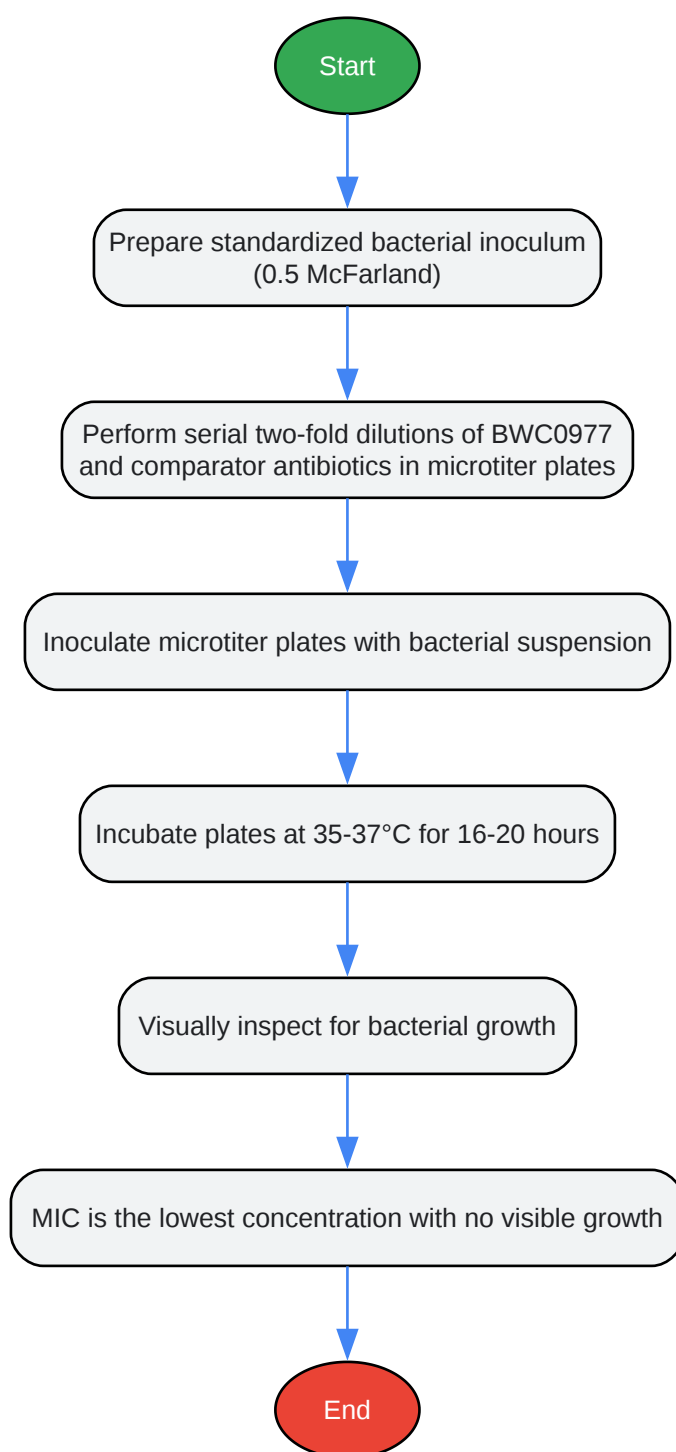 Start
Prepare standardized bacterial inoculum
(0.5 McFarland)
Perform serial two-fold dilutions of BWC0977
and comparator antibiotics in microtiter plates
Inoculate microtiter plates with bacterial suspension
Incubate plates at 35-37°C for 16-20 hours
Visually inspect for bacterial growth
MIC is the lowest concentration with no visible growth
End